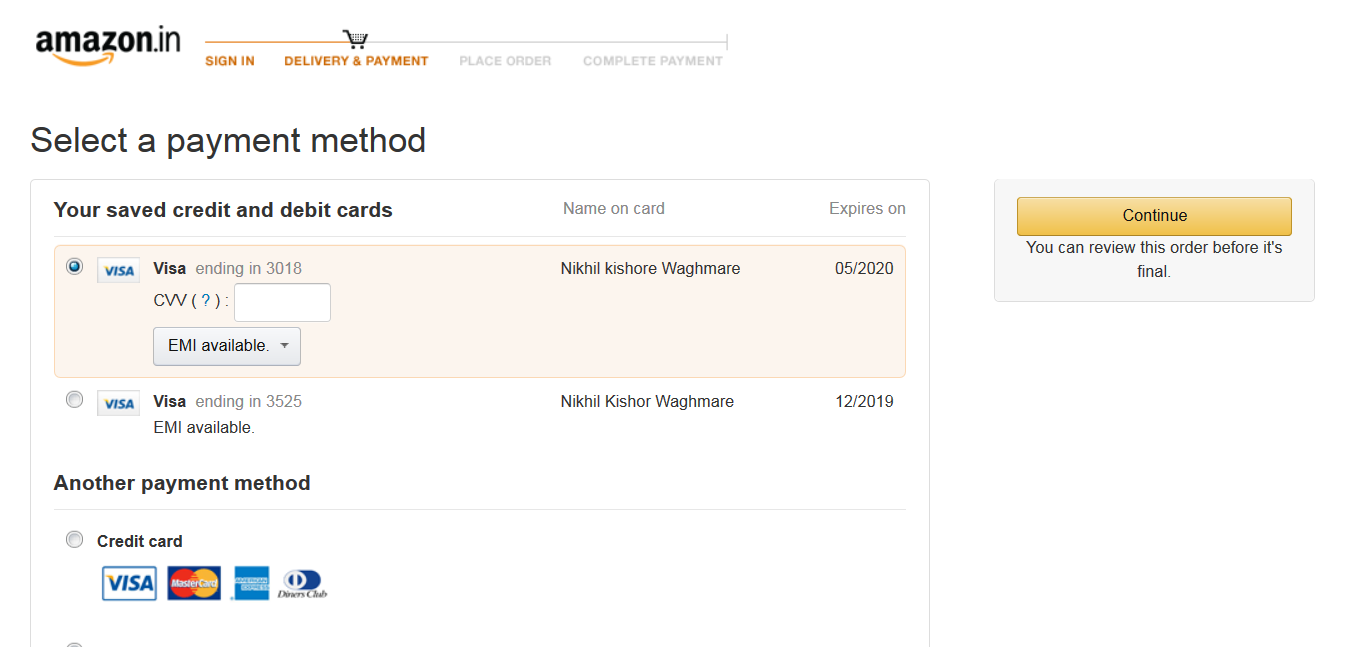 amazon.in
SIGN IN DELIVERY & PAYMENT PLACE ORDER COMPLETE PAYMENT
Select a payment method
Your saved credit and debit cards Name on card Expires on
Visa ending in 3018 Nikhil kishore Waghmare 05/2020
VISA
CVV ( ? ) :
EMI available.
Visa ending in 3525 Nikhil Kishor Waghmare 12/2019
VISA
EMI available.
Another payment method
Credit card
VISA MasterCard AMERICAN EXPRESS Diners Club
Continue
You can review this order before it's
final.